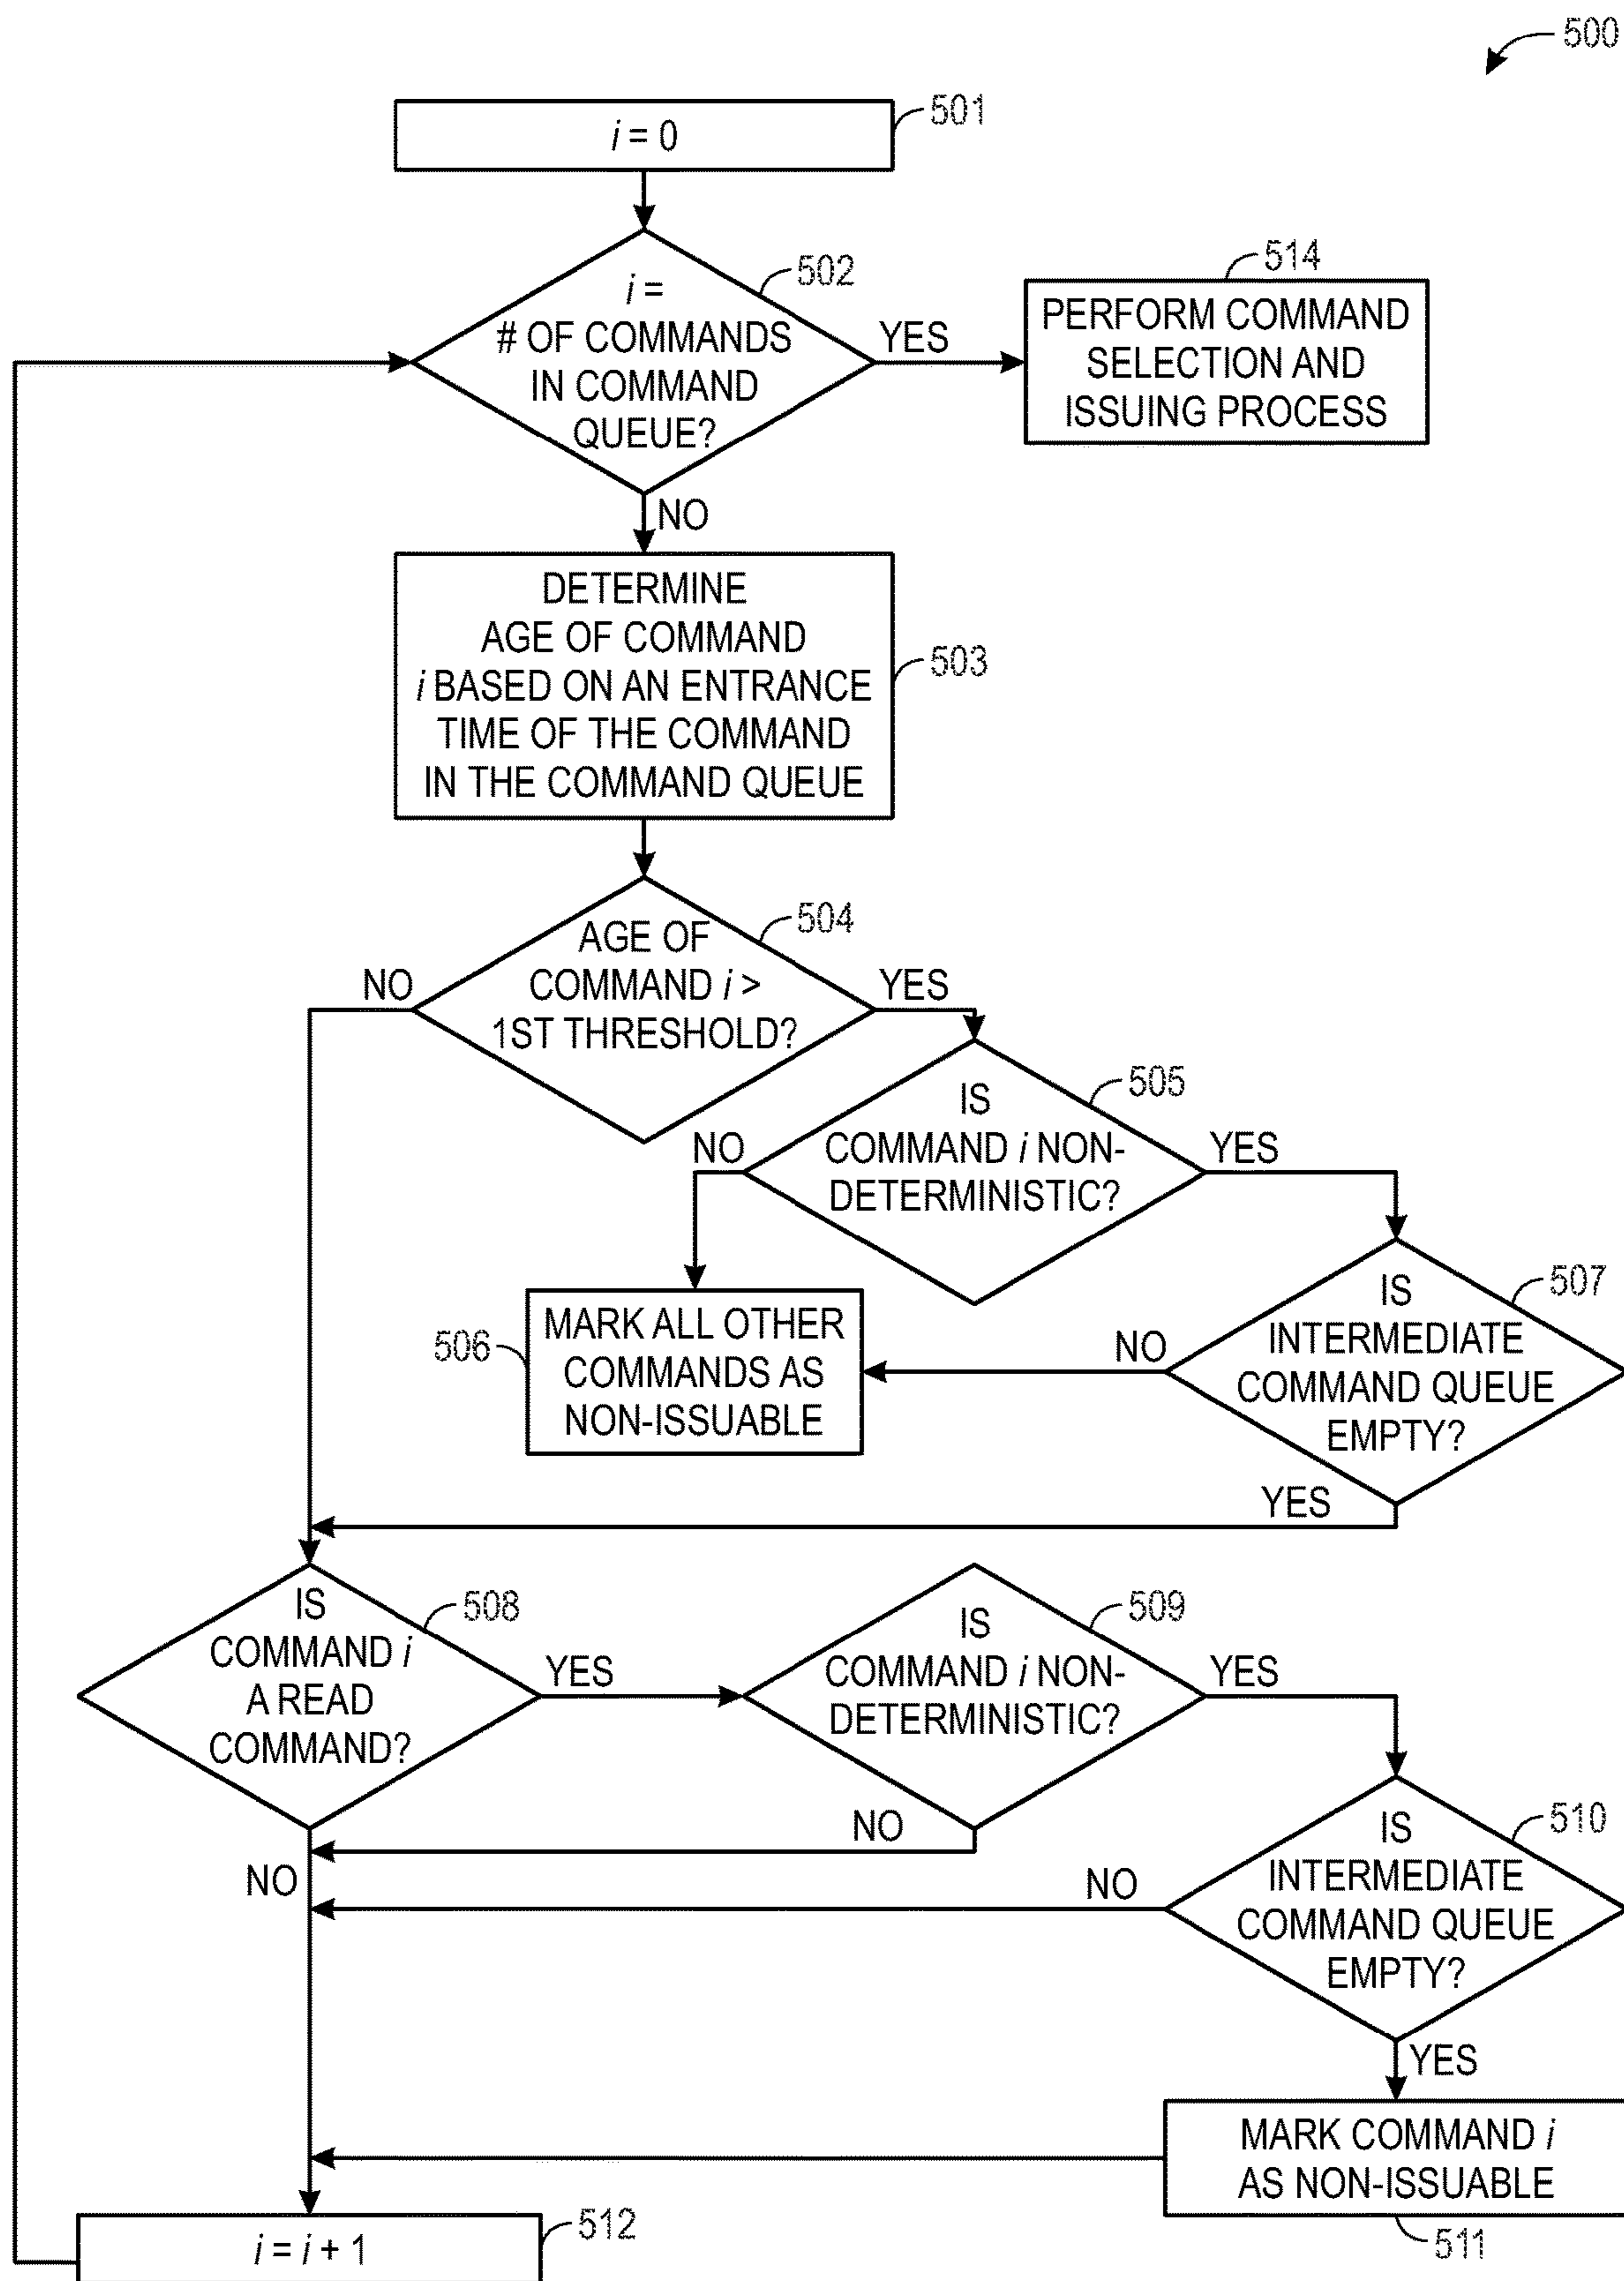 500
501
i = 0
502
i =
# OF COMMANDS
IN COMMAND
QUEUE?
YES
514
PERFORM COMMAND
SELECTION AND
ISSUING PROCESS
NO
DETERMINE
AGE OF COMMAND
i BASED ON AN ENTRANCE
TIME OF THE COMMAND
IN THE COMMAND QUEUE
503
504
AGE OF
COMMAND i >
1ST THRESHOLD?
NO
YES
505
IS
COMMAND i NON-
DETERMINISTIC?
NO
YES
506
MARK ALL OTHER
COMMANDS AS
NON-ISSUABLE
507
IS
INTERMEDIATE
COMMAND QUEUE
EMPTY?
NO
YES
508
IS
COMMAND i
A READ
COMMAND?
YES
509
IS
COMMAND i NON-
DETERMINISTIC?
YES
NO
NO
510
IS
INTERMEDIATE
COMMAND QUEUE
EMPTY?
NO
YES
MARK COMMAND i
AS NON-ISSUABLE
511
512
i = i + 1